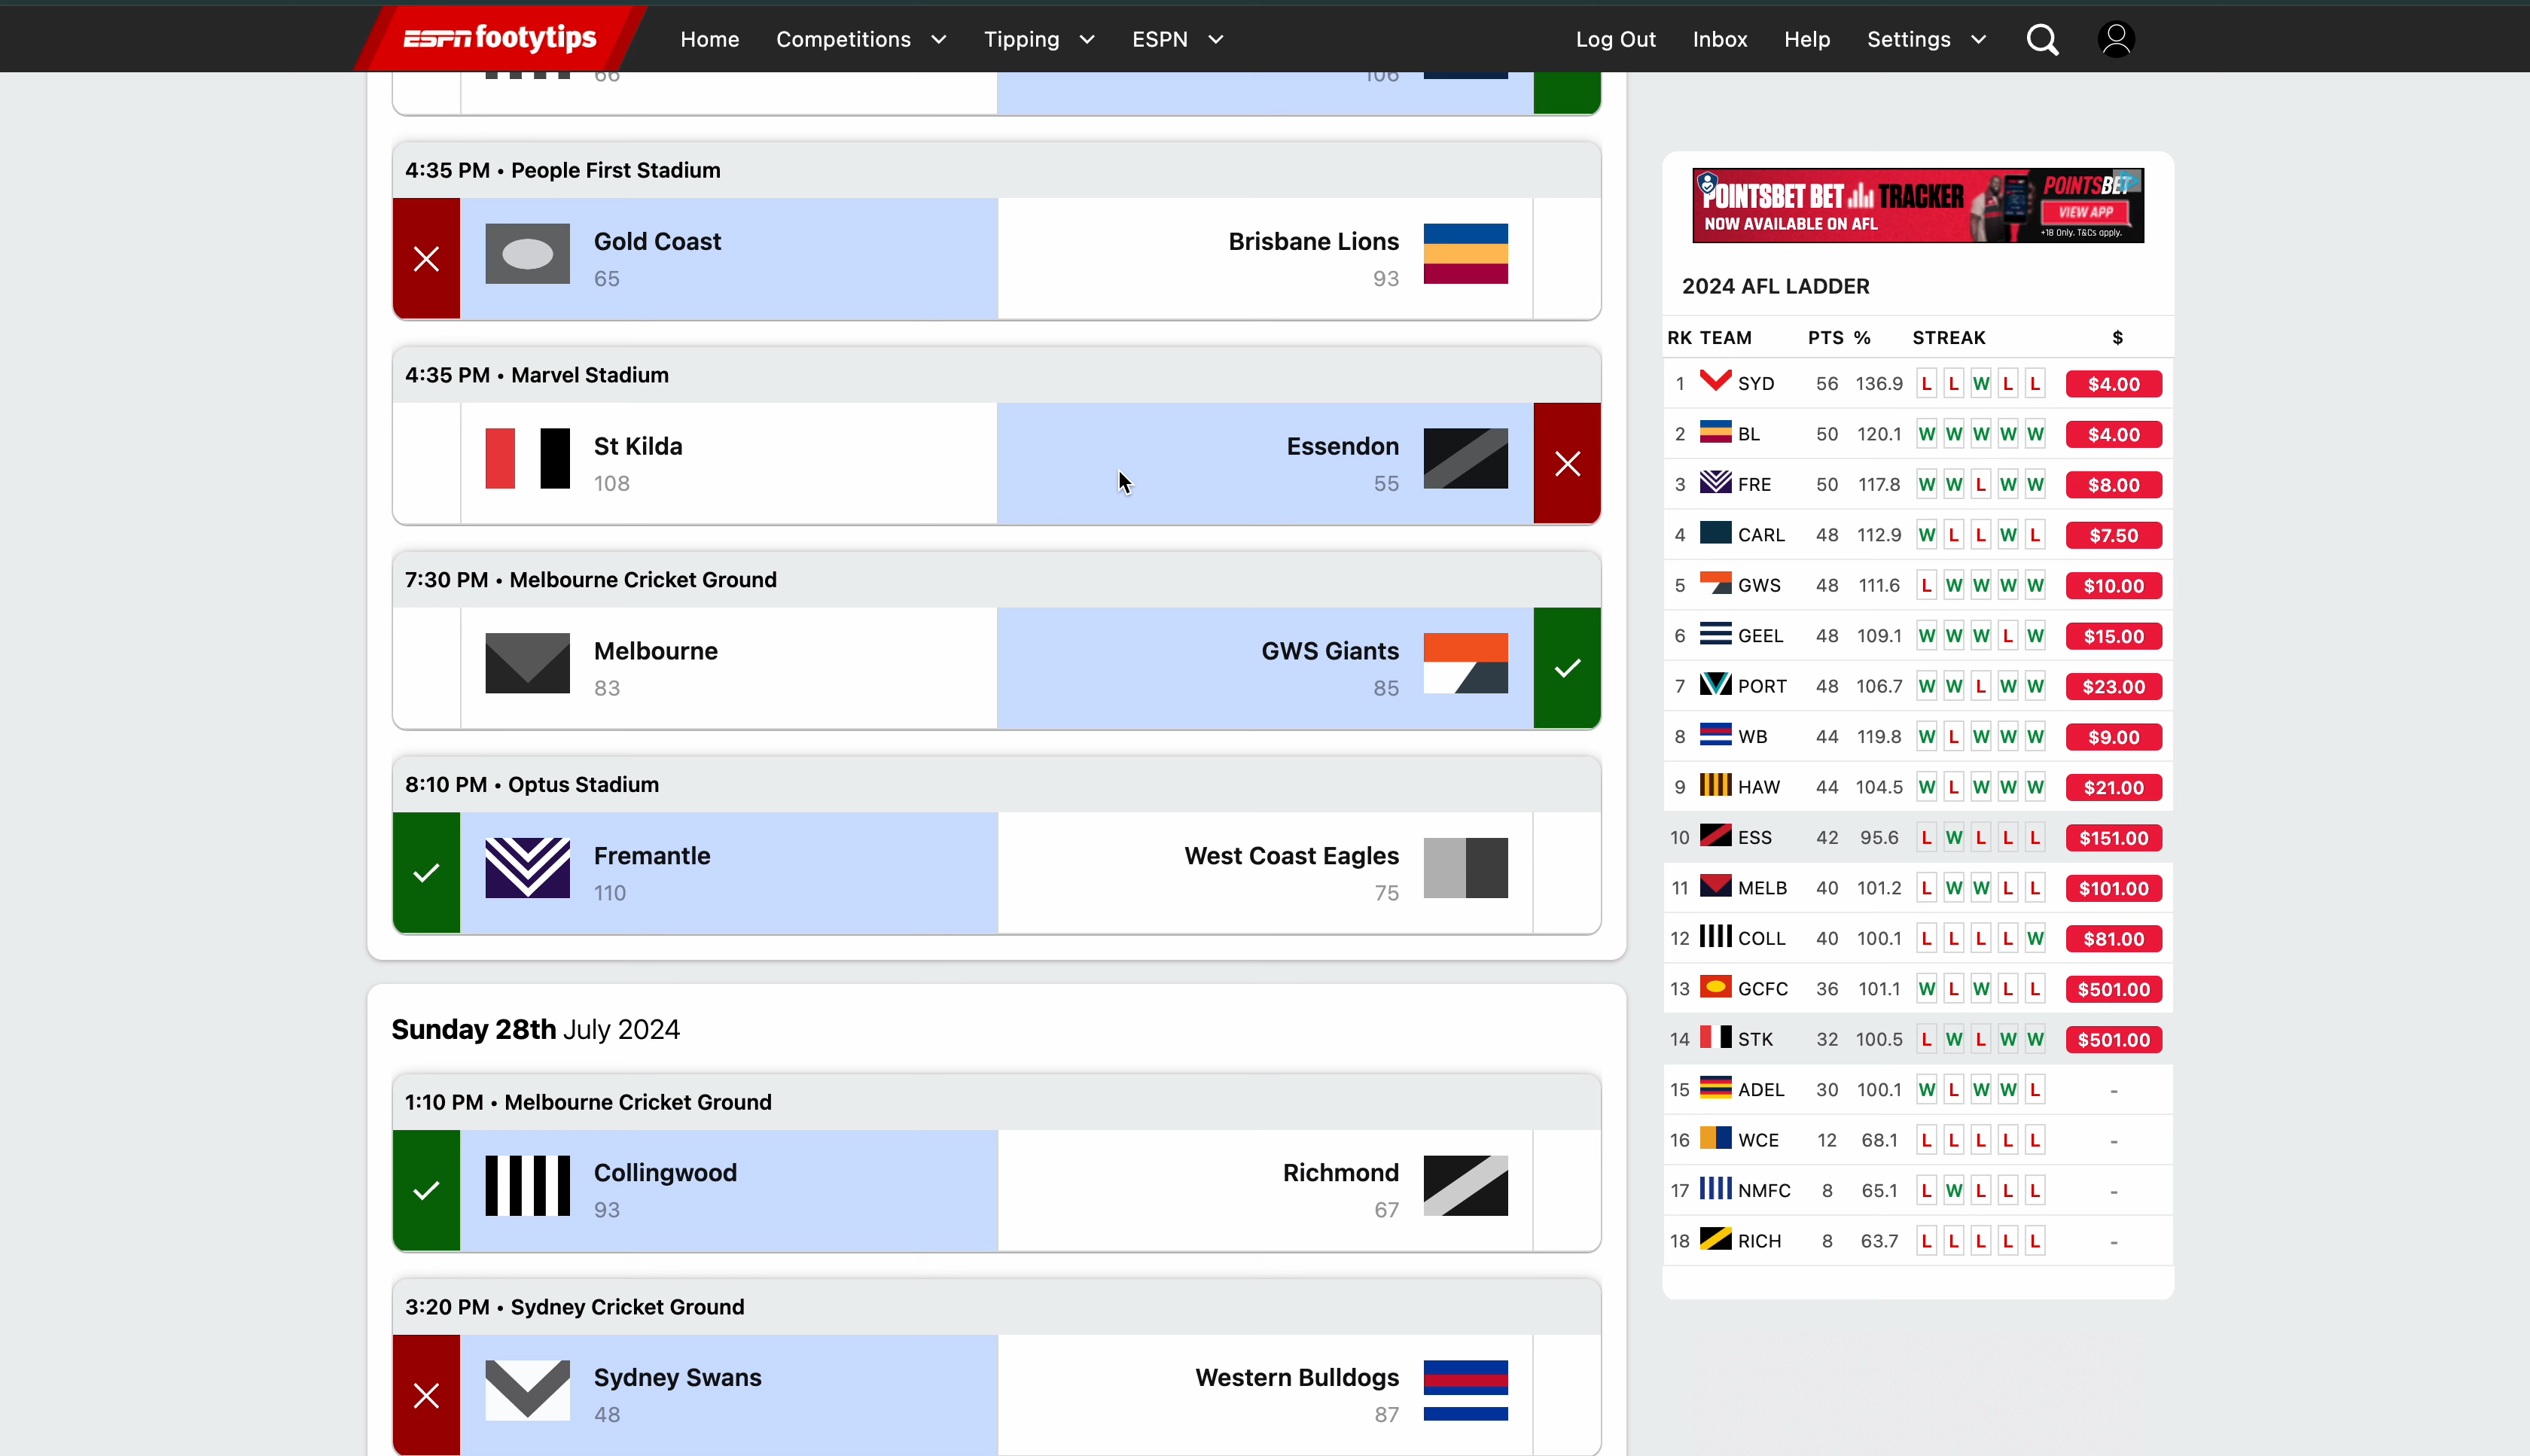 ESPN footytips
Home Competitions Tipping ESPN Log Out Inbox Help Settings
66 106
4:35 PM • People First Stadium
Gold Coast Brisbane Lions
65 93
4:35 PM • Marvel Stadium
St Kilda Essendon
108 55
7:30 PM • Melbourne Cricket Ground
Melbourne GWS Giants
83 85
8:10 PM • Optus Stadium
Fremantle West Coast Eagles
110 75
Sunday 28th July 2024
1:10 PM • Melbourne Cricket Ground
Collingwood Richmond
93 67
3:20 PM • Sydney Cricket Ground
Sydney Swans Western Bulldogs
48 87
POINTSBET BET TRACKER
NOW AVAILABLE ON AFL
POINTSBET
VIEW APP
+18 Only. T&Cs apply.
2024 AFL LADDER
RK TEAM PTS % STREAK $
1 SYD 56 136.9 L L W L L $4.00
2 BL 50 120.1 W W W W W $4.00
3 FRE 50 117.8 W W L W W $8.00
4 CARL 48 112.9 W L L W L $7.50
5 GWS 48 111.6 L W W W W $10.00
6 GEEL 48 109.1 W W W L W $15.00
7 PORT 48 106.7 W W L W W $23.00
8 WB 44 119.8 W L W W W $9.00
9 HAW 44 104.5 W L W W W $21.00
10 ESS 42 95.6 L W L L L $151.00
11 MELB 40 101.2 L W W L L $101.00
12 COLL 40 100.1 L L L L W $81.00
13 GCFC 36 101.1 W L W L L $501.00
14 STK 32 100.5 L W L W W $501.00
15 ADEL 30 100.1 W L W W L -
16 WCE 12 68.1 L L L L L -
17 NMFC 8 65.1 L W L L L -
18 RICH 8 63.7 L L L L L -